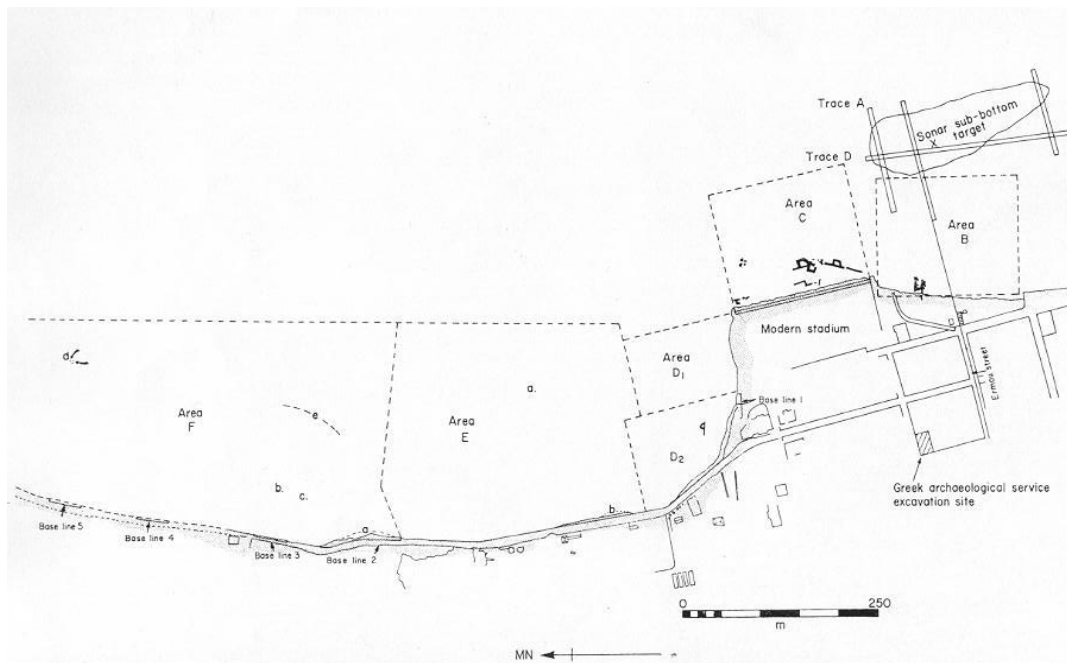 Trace A
Sonar sub-bottom
x target
Trace D
Area
C
Area
B
Modern stadium
Area
D₁
Ermou Street
d
e
Area
F
a.
Area
E
Base line 1
D₂
b.
c.
Greek archaeological service
excavation site
Base line 5
Base line 4
Base line 3
a
Base line 2
b
0 250
m
MN